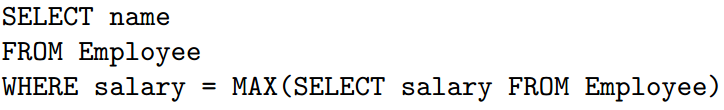 SELECT name
FROM Employee
WHERE salary = MAX(SELECT salary FROM Employee)